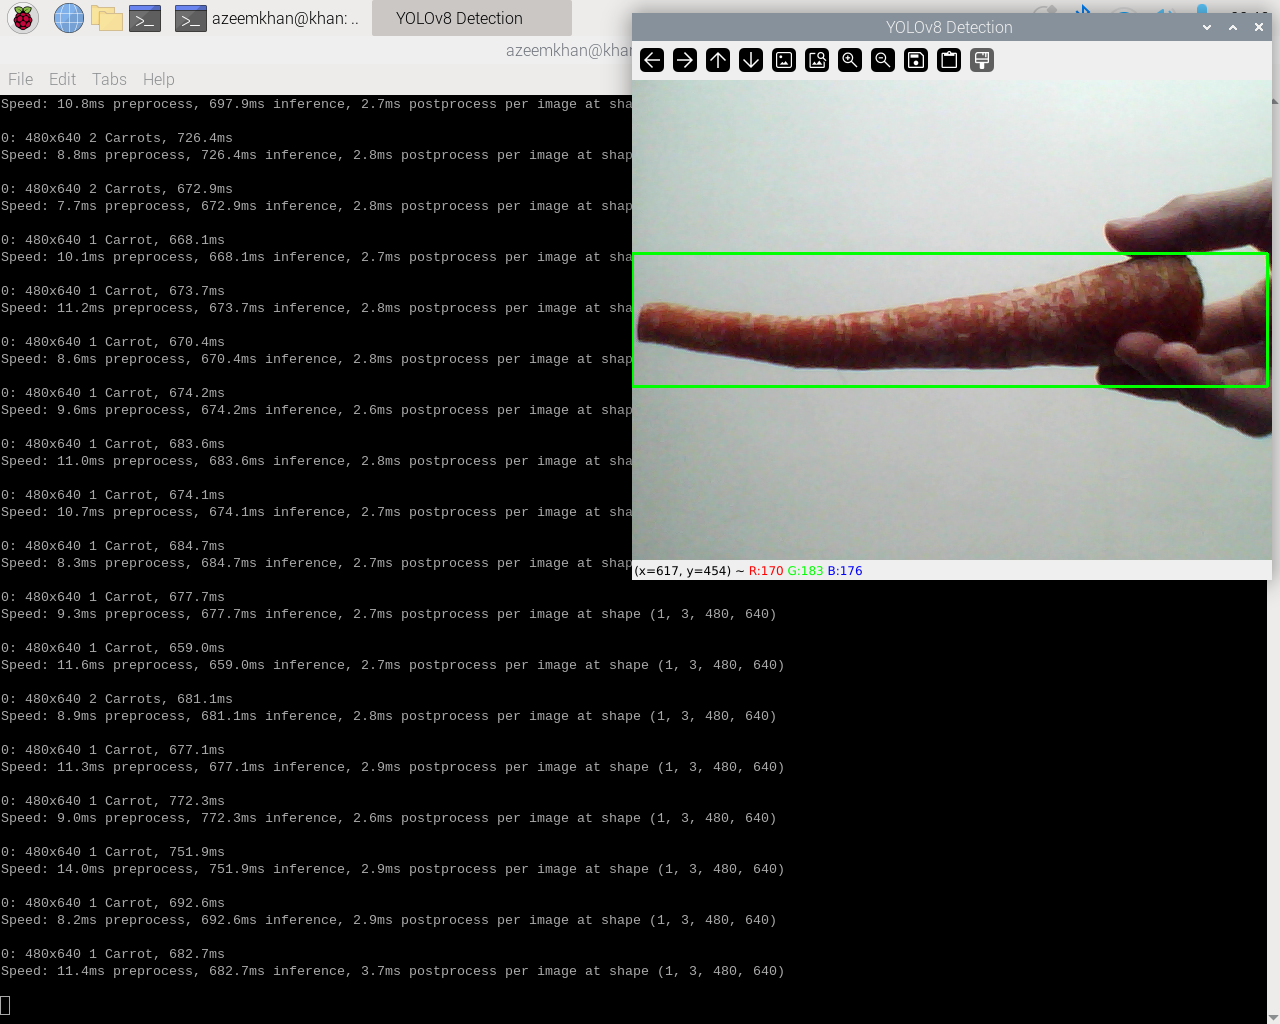 azeemkhan@khan: ..
YOLOv8 Detection
azeemkhan@khan
File Edit Tabs Help
YOLOv8 Detection
Speed: 10.8ms preprocess, 697.9ms inference, 2.7ms postprocess per image at sha
0: 480x640 2 Carrots, 726.4ms
Speed: 8.8ms preprocess, 726.4ms inference, 2.8ms postprocess per image at shap
0: 480x640 2 Carrots, 672.9ms
Speed: 7.7ms preprocess, 672.9ms inference, 2.8ms postprocess per image at shap
0: 480x640 1 Carrot, 668.1ms
Speed: 10.1ms preprocess, 668.1ms inference, 2.7ms postprocess per image at sha
0: 480x640 1 Carrot, 673.7ms
Speed: 11.2ms preprocess, 673.7ms inference, 2.8ms postprocess per image at sha
0: 480x640 1 Carrot, 670.4ms
Speed: 8.6ms preprocess, 670.4ms inference, 2.8ms postprocess per image at shap
0: 480x640 1 Carrot, 674.2ms
Speed: 9.6ms preprocess, 674.2ms inference, 2.6ms postprocess per image at shap
0: 480x640 1 Carrot, 683.6ms
Speed: 11.0ms preprocess, 683.6ms inference, 2.8ms postprocess per image at sha
0: 480x640 1 Carrot, 674.1ms
Speed: 10.7ms preprocess, 674.1ms inference, 2.7ms postprocess per image at sha
0: 480x640 1 Carrot, 684.7ms
Speed: 8.3ms preprocess, 684.7ms inference, 2.7ms postprocess per image at shap
(x=617, y=454) ~ R:170 G:183 B:176
0: 480x640 1 Carrot, 677.7ms
Speed: 9.3ms preprocess, 677.7ms inference, 2.7ms postprocess per image at shape (1, 3, 480, 640)
0: 480x640 1 Carrot, 659.0ms
Speed: 11.6ms preprocess, 659.0ms inference, 2.7ms postprocess per image at shape (1, 3, 480, 640)
0: 480x640 2 Carrots, 681.1ms
Speed: 8.9ms preprocess, 681.1ms inference, 2.8ms postprocess per image at shape (1, 3, 480, 640)
0: 480x640 1 Carrot, 677.1ms
Speed: 11.3ms preprocess, 677.1ms inference, 2.9ms postprocess per image at shape (1, 3, 480, 640)
0: 480x640 1 Carrot, 772.3ms
Speed: 9.0ms preprocess, 772.3ms inference, 2.6ms postprocess per image at shape (1, 3, 480, 640)
0: 480x640 1 Carrot, 751.9ms
Speed: 14.0ms preprocess, 751.9ms inference, 2.9ms postprocess per image at shape (1, 3, 480, 640)
0: 480x640 1 Carrot, 692.6ms
Speed: 8.2ms preprocess, 692.6ms inference, 2.9ms postprocess per image at shape (1, 3, 480, 640)
0: 480x640 1 Carrot, 682.7ms
Speed: 11.4ms preprocess, 682.7ms inference, 3.7ms postprocess per image at shape (1, 3, 480, 640)